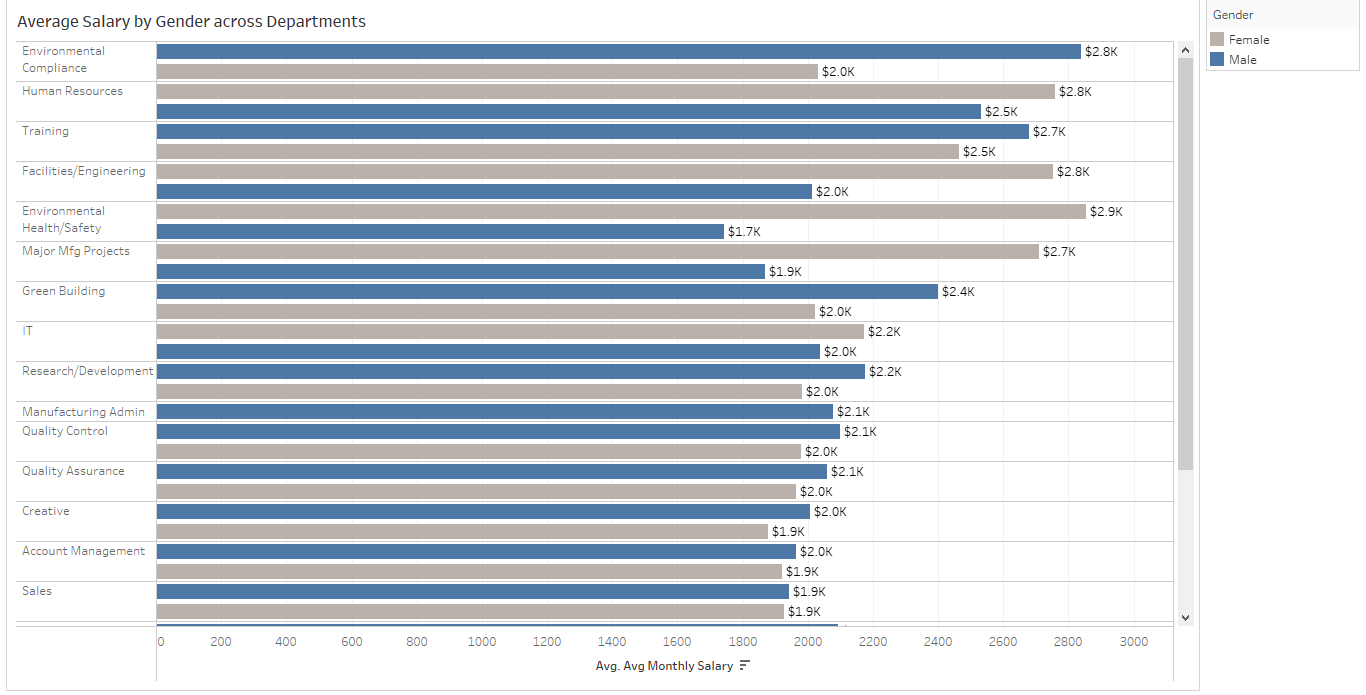 Average Salary by Gender across Departments
Gender
Female
Male
Environmental
Compliance
$2.8K
$2.0K
Human Resources
$2.8K
$2.5K
Training
$2.7K
$2.5K
Facilities/Engineering
$2.8K
$2.0K
Environmental
Health/Safety
$2.9K
$1.7K
Major Mfg Projects
$2.7K
$1.9K
Green Building
$2.4K
$2.0K
IT
$2.2K
$2.0K
Research/Development
$2.2K
$2.0K
Manufacturing Admin
$2.1K
Quality Control
$2.1K
$2.0K
Quality Assurance
$2.1K
$2.0K
Creative
$2.0K
$1.9K
Account Management
$2.0K
$1.9K
Sales
$1.9K
$1.9K
0 200 400 600 800 1000 1200 1400 1600 1800 2000 2200 2400 2600 2800 3000
Avg. Avg Monthly Salary